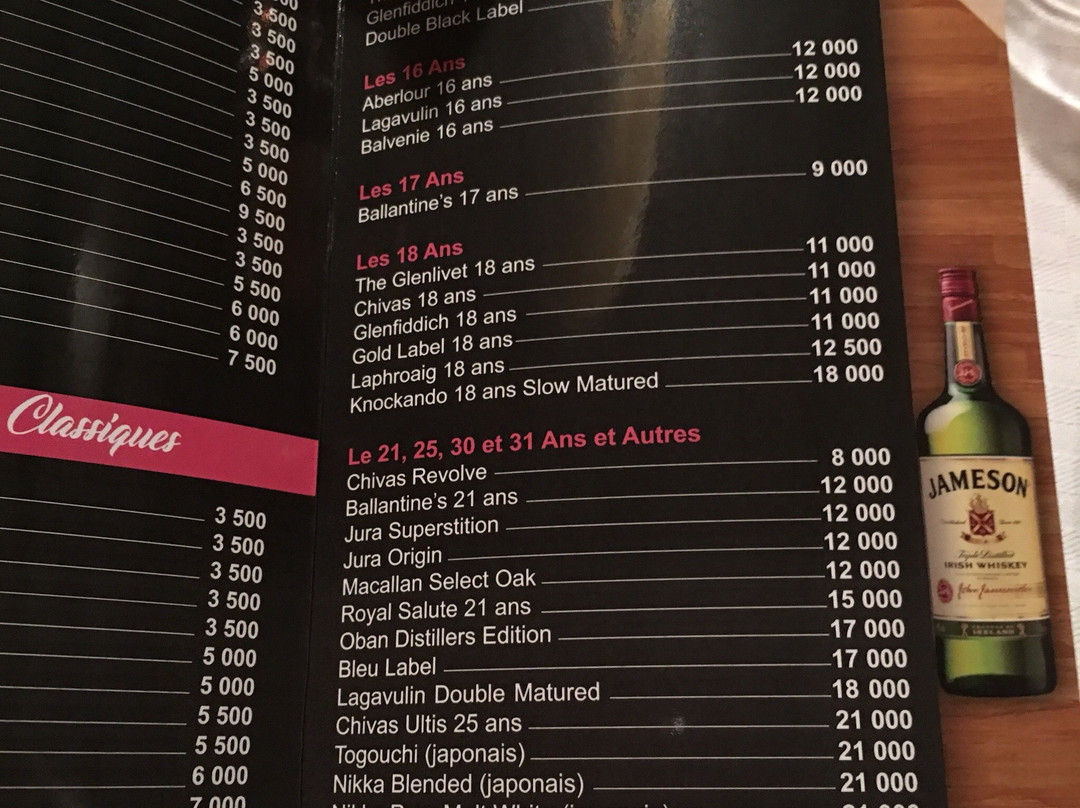 3 500
3 500
3 500
5 000
3 500
3 500
3 500
5 000
6 500
9 500
3 500
3 500
5 500
6 000
6 000
7 500
Classiques
3 500
3 500
3 500
3 500
3 500
5 000
5 000
5 500
5 500
6 000
7 000
Glenfiddich
Double Black Label
Les 16 Ans
Aberlour 16 ans 12 000
Lagavulin 16 ans 12 000
Balvenie 16 ans 12 000
Les 17 Ans
Ballantine's 17 ans 9 000
Les 18 Ans
The Glenlivet 18 ans 11 000
Chivas 18 ans 11 000
Glenfiddich 18 ans 11 000
Gold Label 18 ans 11 000
Laphroaig 18 ans 12 500
Knockando 18 ans Slow Matured 18 000
Le 21, 25, 30 et 31 Ans et Autres
Chivas Revolve 8 000
Ballantine's 21 ans 12 000
Jura Superstition 12 000
Jura Origin 12 000
Macallan Select Oak 12 000
Royal Salute 21 ans 15 000
Oban Distillers Edition 17 000
Bleu Label 17 000
Lagavulin Double Matured 18 000
Chivas Ultis 25 ans 21 000
Togouchi (japonais) 21 000
Nikka Blended (japonais) 21 000
JAMESON
Triple Distilled
IRISH WHISKEY
John Jameson
IRELAND